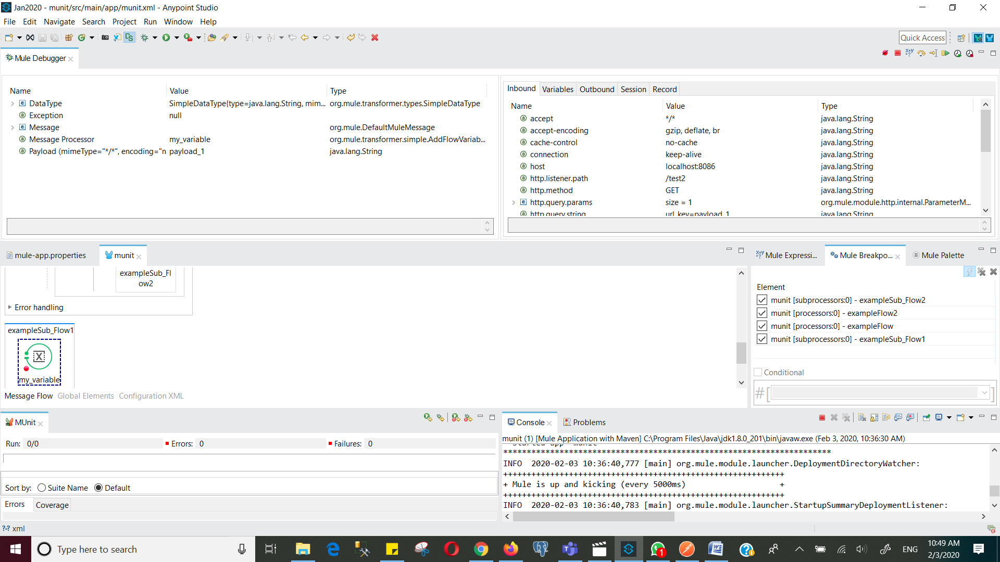 Jan2020 - munit/src/main/app/munit.xml - Anypoint Studio
File Edit Navigate Search Project Run Window Help
Quick Access
Mule Debugger
Name Value Type
DataType SimpleDataType{type=java.lang.String, mim... org.mule.transformer.types.SimpleDataType
Exception null
Message org.mule.DefaultMuleMessage
Message Processor my_variable org.mule.transformer.simple.AddFlowVariab...
Payload (mimeType="*/*", encoding="n payload_1 java.lang.String
Inbound Variables Outbound Session Record
Name Value Type
accept */* java.lang.String
accept-encoding gzip, deflate, br java.lang.String
cache-control no-cache java.lang.String
connection keep-alive java.lang.String
host localhost:8086 java.lang.String
http.listener.path /test2 java.lang.String
http.method GET java.lang.String
http.query.params size = 1 org.mule.module.http.internal.ParameterM...
http.query.string url_key=payload_1 java.lang.String
mule-app.properties munit
exampleSub_Fl
ow2
Error handling
exampleSub_Flow1
my_variable
Message Flow Global Elements Configuration XML
Mule Expressi... Mule Breakpo... Mule Palette
Element
munit [subprocessors:0] - exampleSub_Flow2
munit [processors:0] - exampleFlow2
munit [processors:0] - exampleFlow
munit [subprocessors:0] - exampleSub_Flow1
Conditional
#[ ]
MUnit
Run: 0/0 Errors: 0 Failures: 0
Sort by: Suite Name Default
Errors Coverage
Console Problems
munit (1) [Mule Application with Maven] C:\Program Files\Java\jdk1.8.0_201\bin\javaw.exe (Feb 3, 2020, 10:36:30 AM)
* Started app 'munit'
**********************************************************************
INFO 2020-02-03 10:36:40,777 [main] org.mule.module.launcher.DeploymentDirectoryWatcher:
++++++++++++++++++++++++++++++++++++++++++++++++++++++++++++
+ Mule is up and kicking (every 5000ms) +
++++++++++++++++++++++++++++++++++++++++++++++++++++++++++++
INFO 2020-02-03 10:36:40,783 [main] org.mule.module.launcher.StartupSummaryDeploymentListener:
xml
Type here to search
1
ENG
10:49 AM
2/3/2020